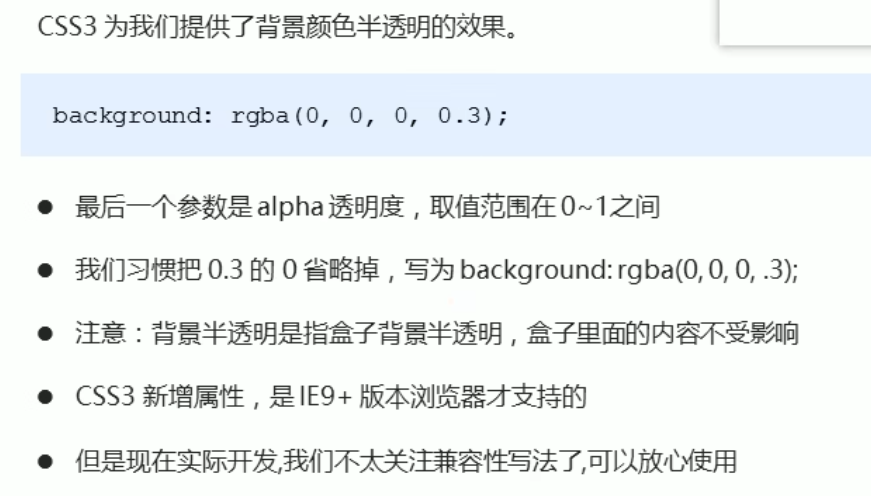 CSS3 为我们提供了背景颜色半透明的效果。
background: rgba(0, 0, 0, 0.3);
● 最后一个参数是 alpha 透明度，取值范围在 0~1之间
● 我们习惯把 0.3 的 0 省略掉，写为 background: rgba(0, 0, 0, .3);
● 注意：背景半透明是指盒子背景半透明，盒子里面的内容不受影响
● CSS3 新增属性，是 IE9+ 版本浏览器才支持的
● 但是现在实际开发,我们不太关注兼容性写法了,可以放心使用